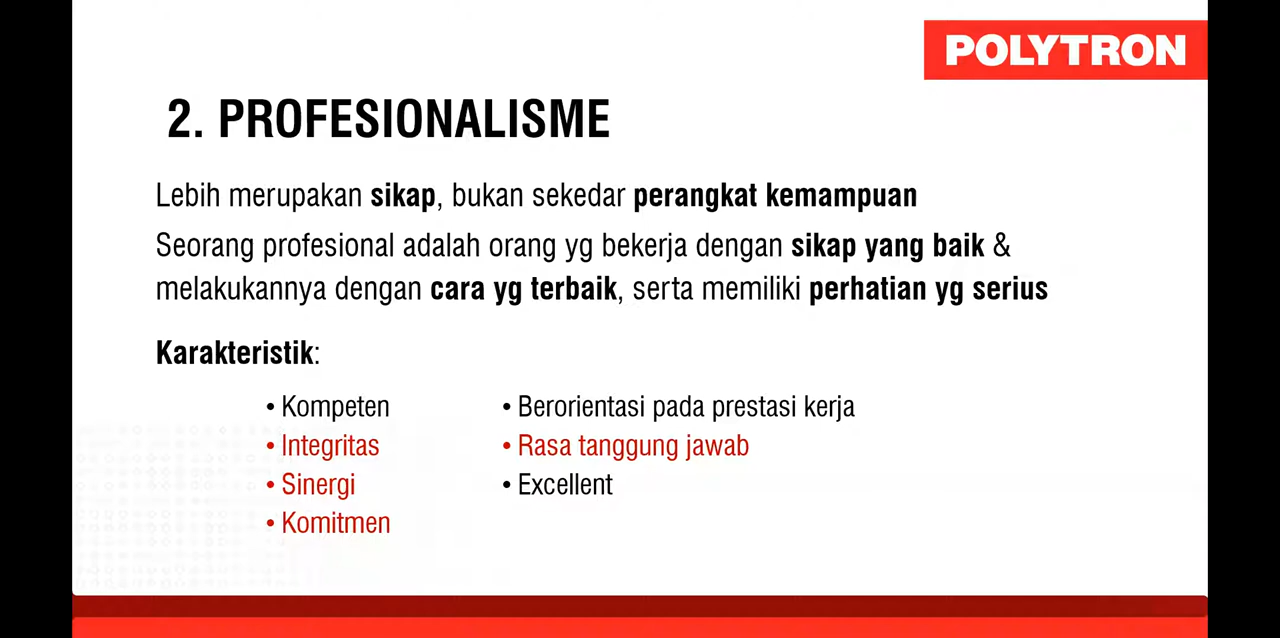 POLYTRON
2. PROFESIONALISME
Lebih merupakan sikap, bukan sekedar perangkat kemampuan
Seorang profesional adalah orang yg bekerja dengan sikap yang baik &
melakukannya dengan cara yg terbaik, serta memiliki perhatian yg serius
Karakteristik:
• Kompeten
• Integritas
• Sinergi
• Komitmen
• Berorientasi pada prestasi kerja
• Rasa tanggung jawab
• Excellent